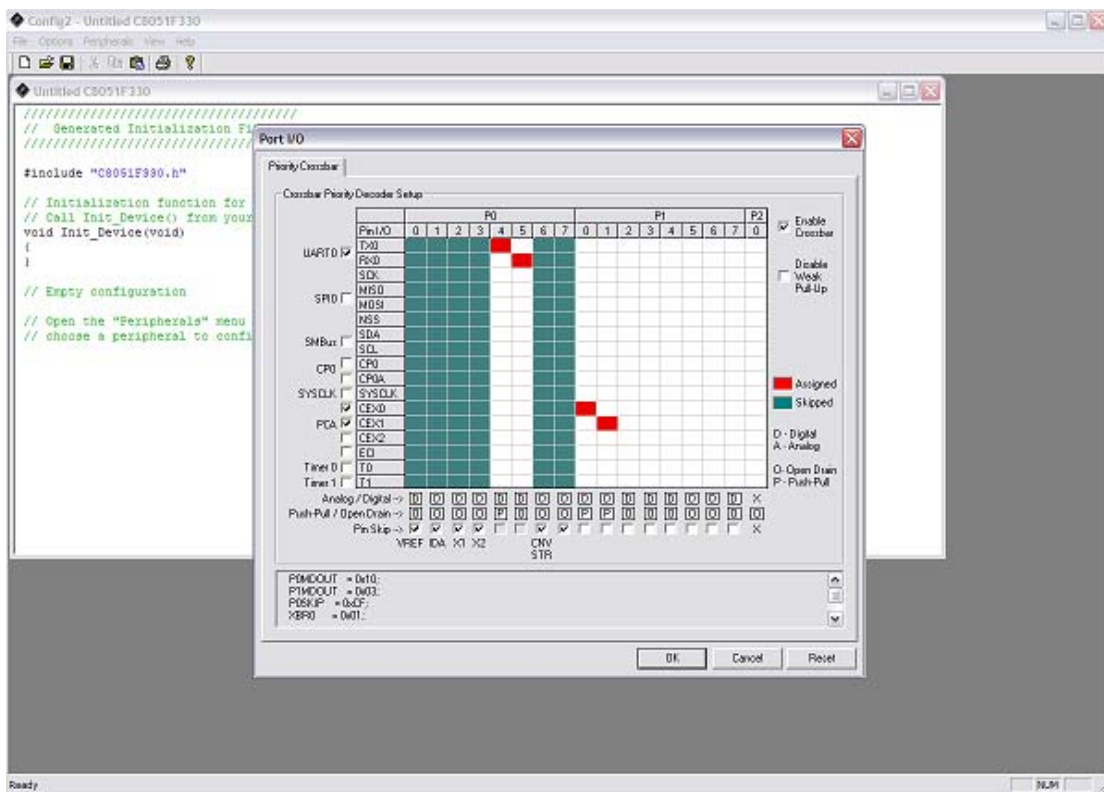 Config2 - Untitled C8051F330
File Options Peripherals View Help
Untitled C8051F330
/////////////////////////////////////
// Generated Initialization Fi
#include "C8051F330.h"
// Initialization function for
// Call Init_Device() from your
void Init_Device(void)
{
}
// Empty configuration
// Open the "Peripherals" menu
// choose a peripheral to confi
Port I/O
Priority Crossbar
Crossbar Priority Decoder Setup
P0 P1 P2
Pin I/O 0 1 2 3 4 5 6 7 0 1 2 3 4 5 6 7 0
UART0 TX0
RX0
SCK
SPI0 MISO
MOSI
NSS
SMBus SDA
SCL
CP0 CP0
CP0A
SYSCLK SYSCLK
CEX0
PCA CEX1
CEX2
ECI
Timer 0 T0
Timer 1 T1
Analog / Digital -> D D D D D D D D D D D D D D D D X
Push-Pull / Open Drain -> O O O O P O O O P P O O O O O O O
Pin Skip -> X
VREF IDA X1 X2 CNV
STR
Enable
Crossbar
Disable
Weak
Pull-Up
Assigned
Skipped
D - Digital
A - Analog
O- Open Drain
P - Push-Pull
P0MDOUT = 0x10;
P1MDOUT = 0x03;
P0SKIP = 0xCF;
XBR0 = 0x01;
OK Cancel Reset
Ready NUM